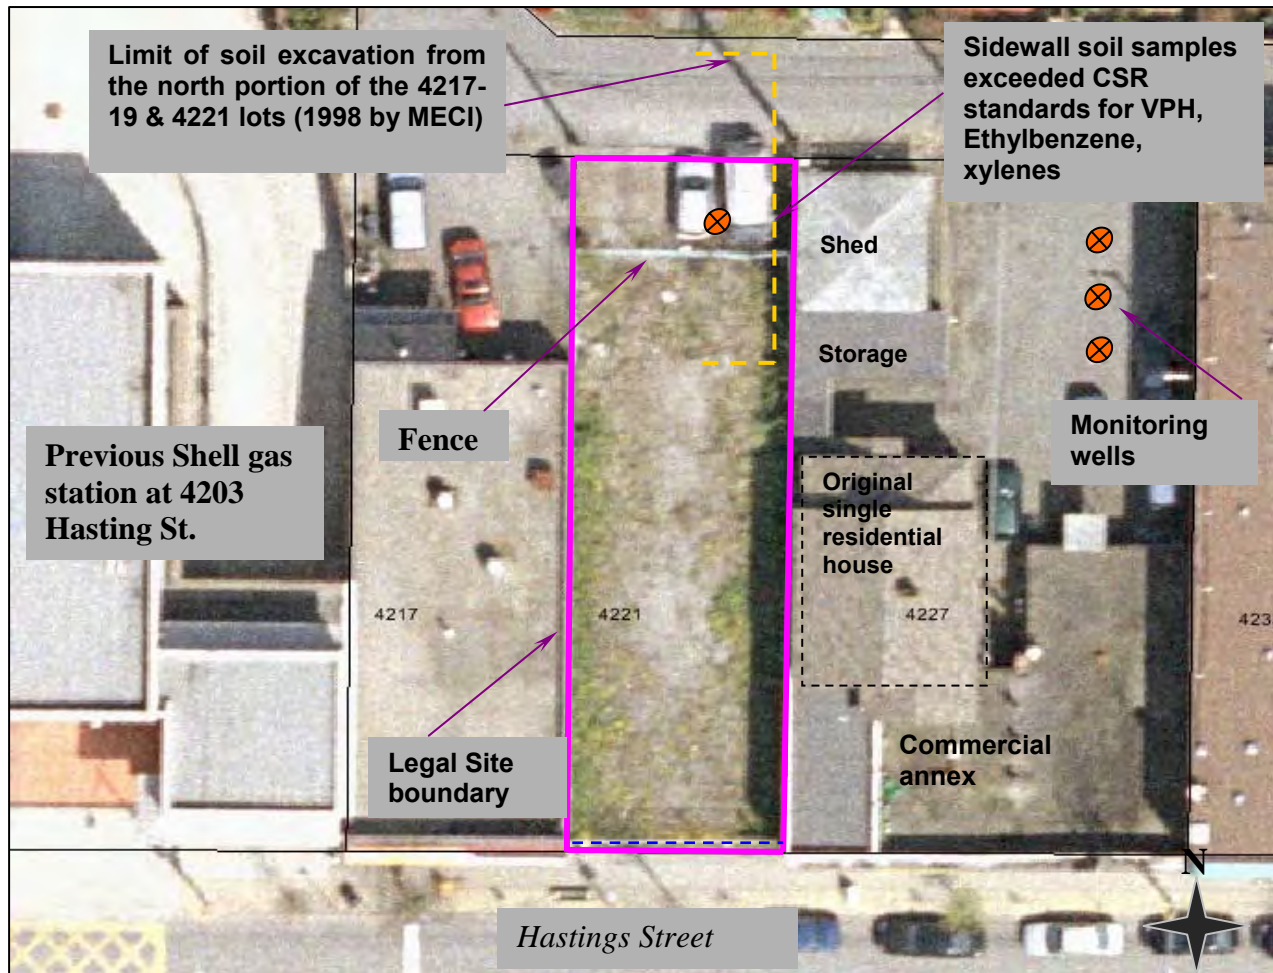 Limit of soil excavation from
the north portion of the 4217-
19 & 4221 lots (1998 by MECI)
Sidewall soil samples
exceeded CSR
standards for VPH,
Ethylbenzene,
xylenes
Shed
Storage
Fence
Monitoring
wells
Previous Shell gas
station at 4203
Hasting St.
Original
single
residential
house
4217
4221
4227
423
Legal Site
boundary
Commercial
annex
N
Hastings Street